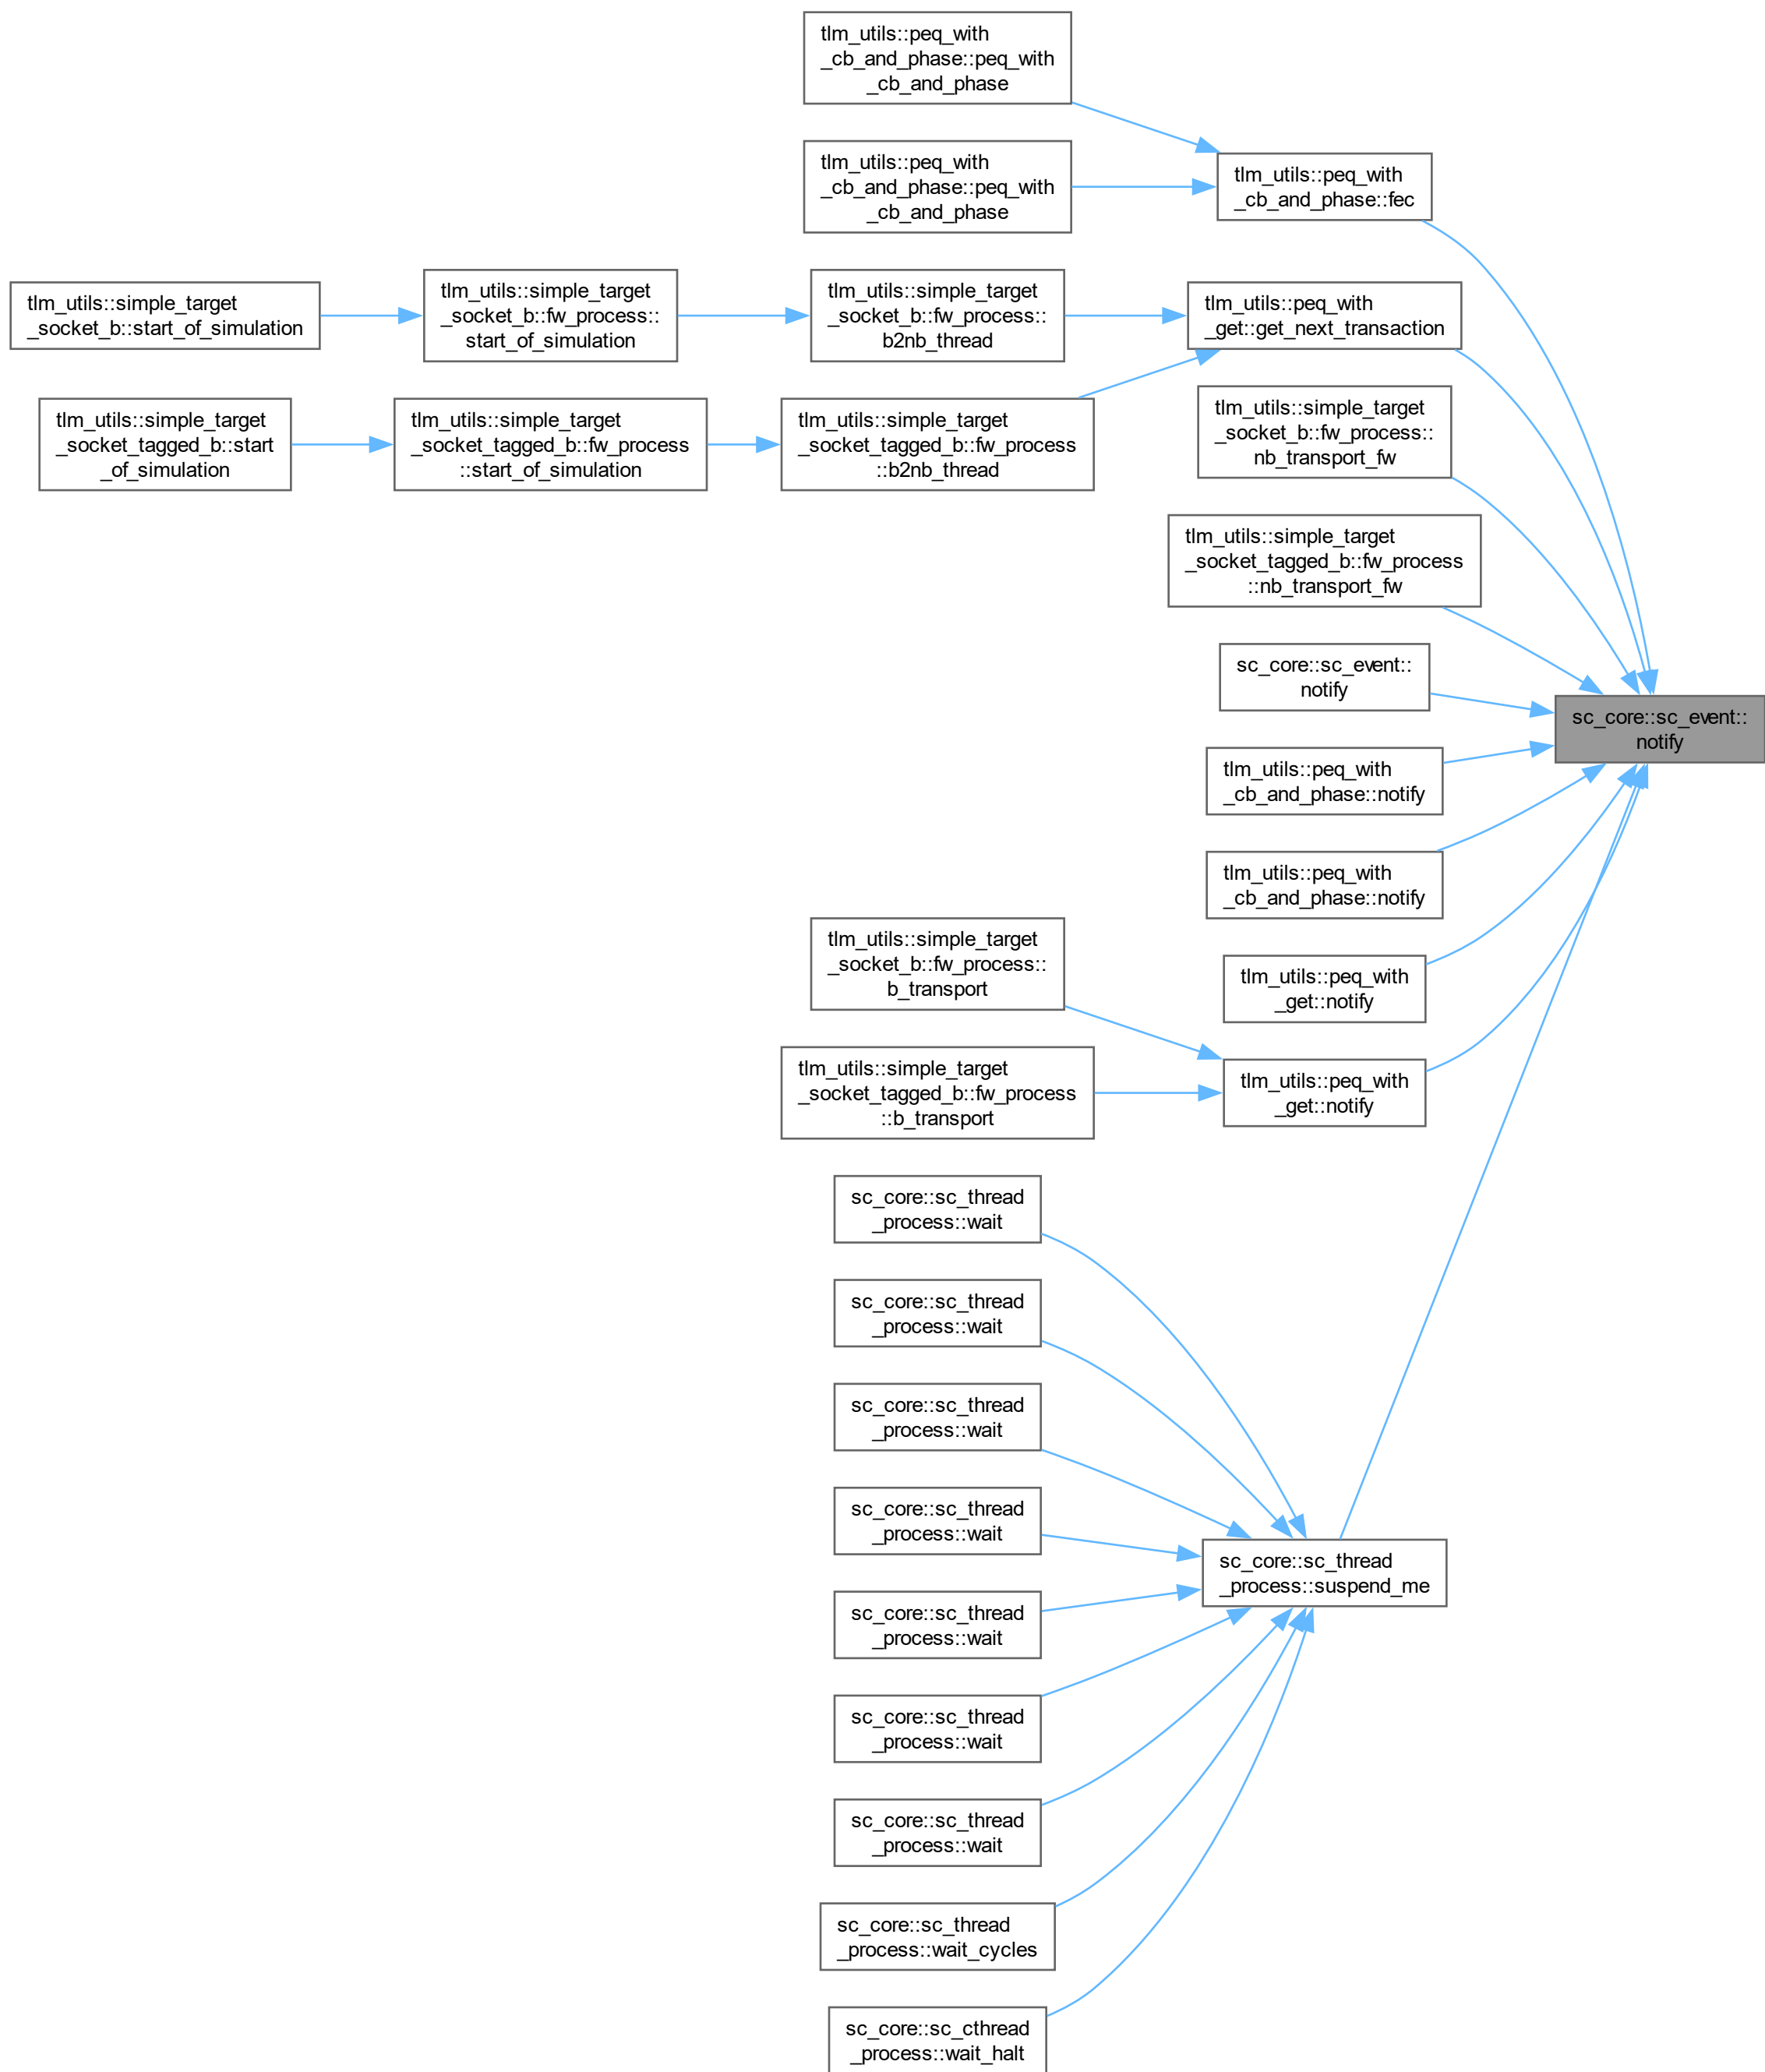 tlm_utils::peq_with
_cb_and_phase::peq_with
_cb_and_phase
tlm_utils::peq_with
_cb_and_phase::peq_with
_cb_and_phase
tlm_utils::peq_with
_cb_and_phase::fec
tlm_utils::simple_target
_socket_b::start_of_simulation
tlm_utils::simple_target
_socket_b::fw_process::
start_of_simulation
tlm_utils::simple_target
_socket_b::fw_process::
b2nb_thread
tlm_utils::peq_with
_get::get_next_transaction
tlm_utils::simple_target
_socket_tagged_b::start
_of_simulation
tlm_utils::simple_target
_socket_tagged_b::fw_process
::start_of_simulation
tlm_utils::simple_target
_socket_tagged_b::fw_process
::b2nb_thread
tlm_utils::simple_target
_socket_b::fw_process::
nb_transport_fw
tlm_utils::simple_target
_socket_tagged_b::fw_process
::nb_transport_fw
sc_core::sc_event::
notify
sc_core::sc_event::
notify
tlm_utils::peq_with
_cb_and_phase::notify
tlm_utils::peq_with
_cb_and_phase::notify
tlm_utils::peq_with
_get::notify
tlm_utils::simple_target
_socket_b::fw_process::
b_transport
tlm_utils::simple_target
_socket_tagged_b::fw_process
::b_transport
tlm_utils::peq_with
_get::notify
sc_core::sc_thread
_process::wait
sc_core::sc_thread
_process::wait
sc_core::sc_thread
_process::wait
sc_core::sc_thread
_process::wait
sc_core::sc_thread
_process::suspend_me
sc_core::sc_thread
_process::wait
sc_core::sc_thread
_process::wait
sc_core::sc_thread
_process::wait
sc_core::sc_thread
_process::wait_cycles
sc_core::sc_cthread
_process::wait_halt